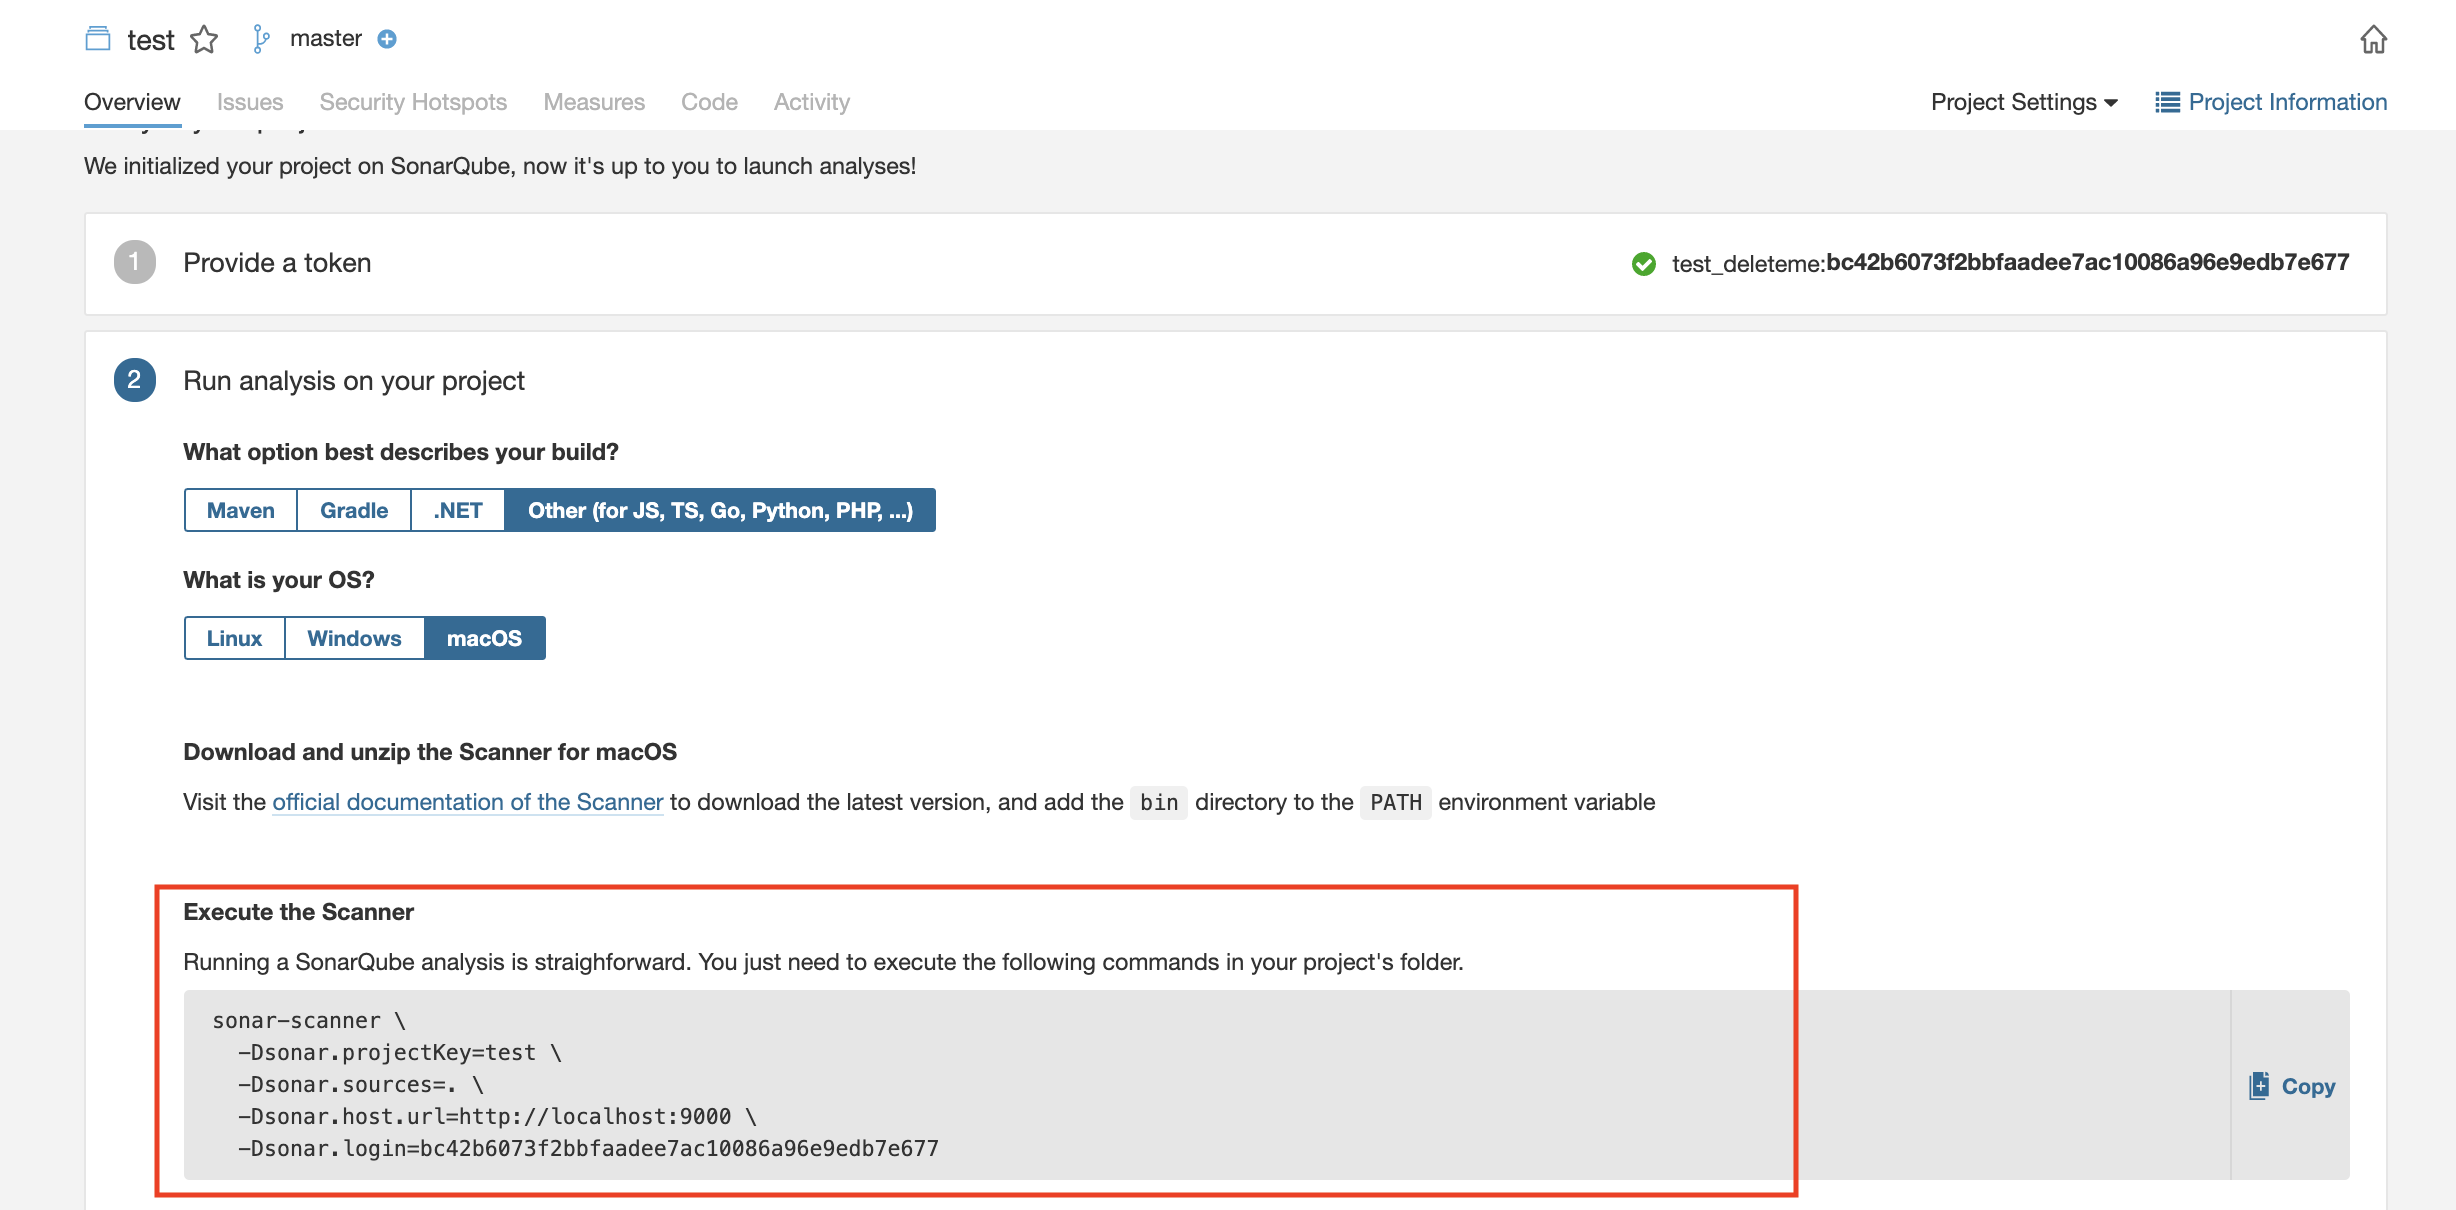 test master
Overview Issues Security Hotspots Measures Code Activity Project Settings Project Information
We initialized your project on SonarQube, now it's up to you to launch analyses!
1 Provide a token test_deleteme:bc42b6073f2bbfaadee7ac10086a96e9edb7e677
2 Run analysis on your project
What option best describes your build?
Maven Gradle .NET Other (for JS, TS, Go, Python, PHP, ...)
What is your OS?
Linux Windows macOS
Download and unzip the Scanner for macOS
Visit the official documentation of the Scanner to download the latest version, and add the bin directory to the PATH environment variable
Execute the Scanner
Running a SonarQube analysis is straighforward. You just need to execute the following commands in your project's folder.
sonar-scanner \
-Dsonar.projectKey=test \
-Dsonar.sources=. \
-Dsonar.host.url=http://localhost:9000 \
-Dsonar.login=bc42b6073f2bbfaadee7ac10086a96e9edb7e677
Copy